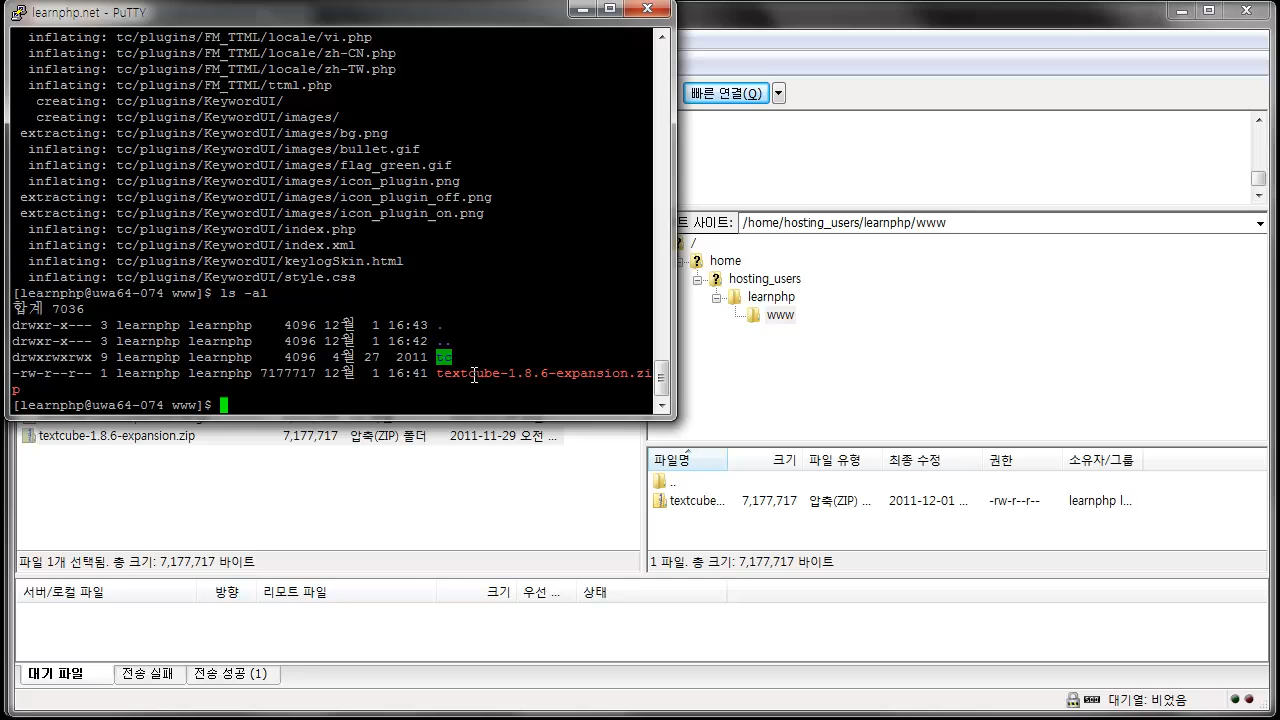 learnphp.net - PuTTY
inflating: tc/plugins/FM_TTML/locale/vi.php
inflating: tc/plugins/FM_TTML/locale/zh-CN.php
inflating: tc/plugins/FM_TTML/locale/zh-TW.php
inflating: tc/plugins/FM_TTML/ttml.php
creating: tc/plugins/KeywordUI/
creating: tc/plugins/KeywordUI/images/
extracting: tc/plugins/KeywordUI/images/bg.png
inflating: tc/plugins/KeywordUI/images/bullet.gif
inflating: tc/plugins/KeywordUI/images/flag_green.gif
inflating: tc/plugins/KeywordUI/images/icon_plugin.png
extracting: tc/plugins/KeywordUI/images/icon_plugin_off.png
extracting: tc/plugins/KeywordUI/images/icon_plugin_on.png
inflating: tc/plugins/KeywordUI/index.php
inflating: tc/plugins/KeywordUI/index.xml
inflating: tc/plugins/KeywordUI/keylogSkin.html
inflating: tc/plugins/KeywordUI/style.css
[learnphp@uwa64-074 www]$ ls -al
합계 7036
drwxr-x--- 3 learnphp learnphp 4096 12월 1 16:43 .
drwxr-x--- 3 learnphp learnphp 4096 12월 1 16:42 ..
drwxrwxrwx 9 learnphp learnphp 4096 4월 27 2011 tc
-rw-r--r-- 1 learnphp learnphp 7177717 12월 1 16:41 textcube-1.8.6-expansion.zi
p
[learnphp@uwa64-074 www]$
빠른 연결(Q)
트 사이트: /home/hosting_users/learnphp/www
/
home
hosting_users
learnphp
www
textcube-1.8.6-expansion.zip 7,177,717 압축(ZIP) 폴더 2011-11-29 오전 ...
파일 1개 선택됨. 총 크기: 7,177,717 바이트
파일명 크기 파일 유형 최종 수정 권한 소유자/그룹
..
textcube... 7,177,717 압축(ZIP) ... 2011-12-01 ... -rw-r--r-- learnphp l...
1 파일. 총 크기: 7,177,717 바이트
서버/로컬 파일 방향 리모트 파일 크기 우선 ... 상태
대기 파일 전송 실패 전송 성공 (1)
대기열: 비었음